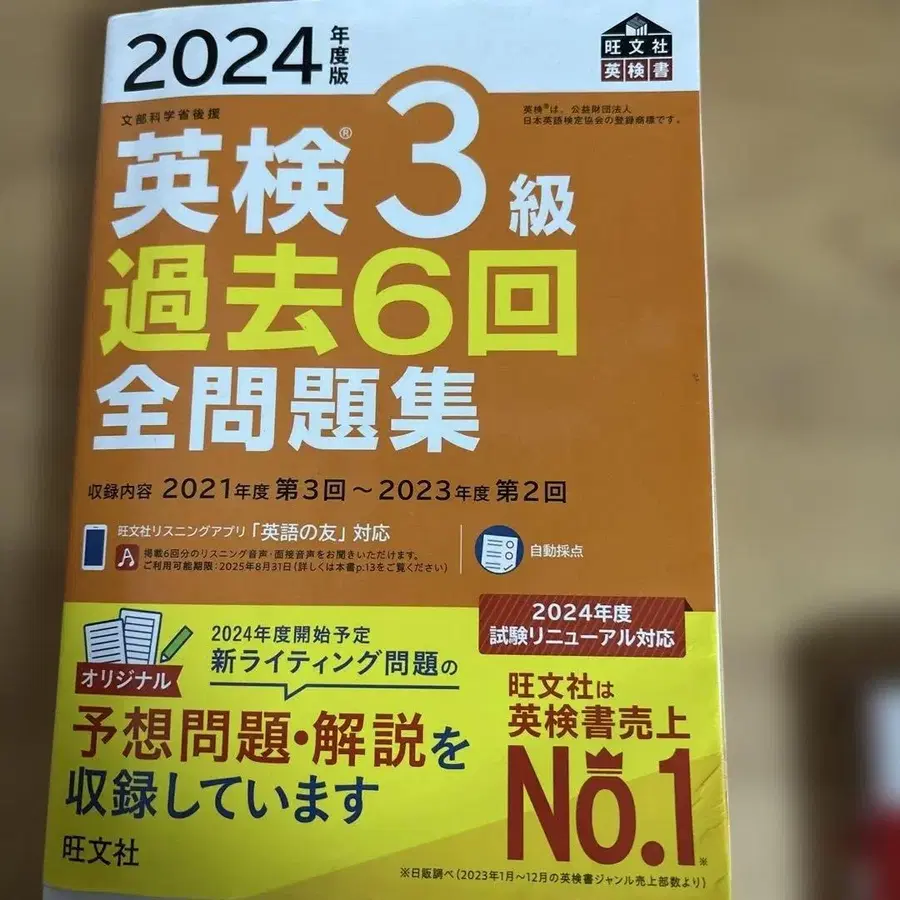 2024年度版
旺文社
英検書
文部科学省後援
英検®は、公益財団法人
日本英語検定協会の登録商標です。
英検®3級
過去6回
全問題集
収録内容 2021年度 第3回～2023年度 第2回
旺文社リスニングアプリ「英語の友」対応
掲載6回分のリスニング音声・面接音声をお聞きいただけます。
ご利用可能期限：2025年8月31日(詳しくは本書p.13をご覧ください)
自動採点
2024年度
試験リニューアル対応
2024年度開始予定
新ライティング問題の
オリジナル
予想問題・解説を
収録しています
旺文社は
英検書売上
No.1※
旺文社
※日販調べ(2023年1月～12月の英検書ジャンル売上部数より)